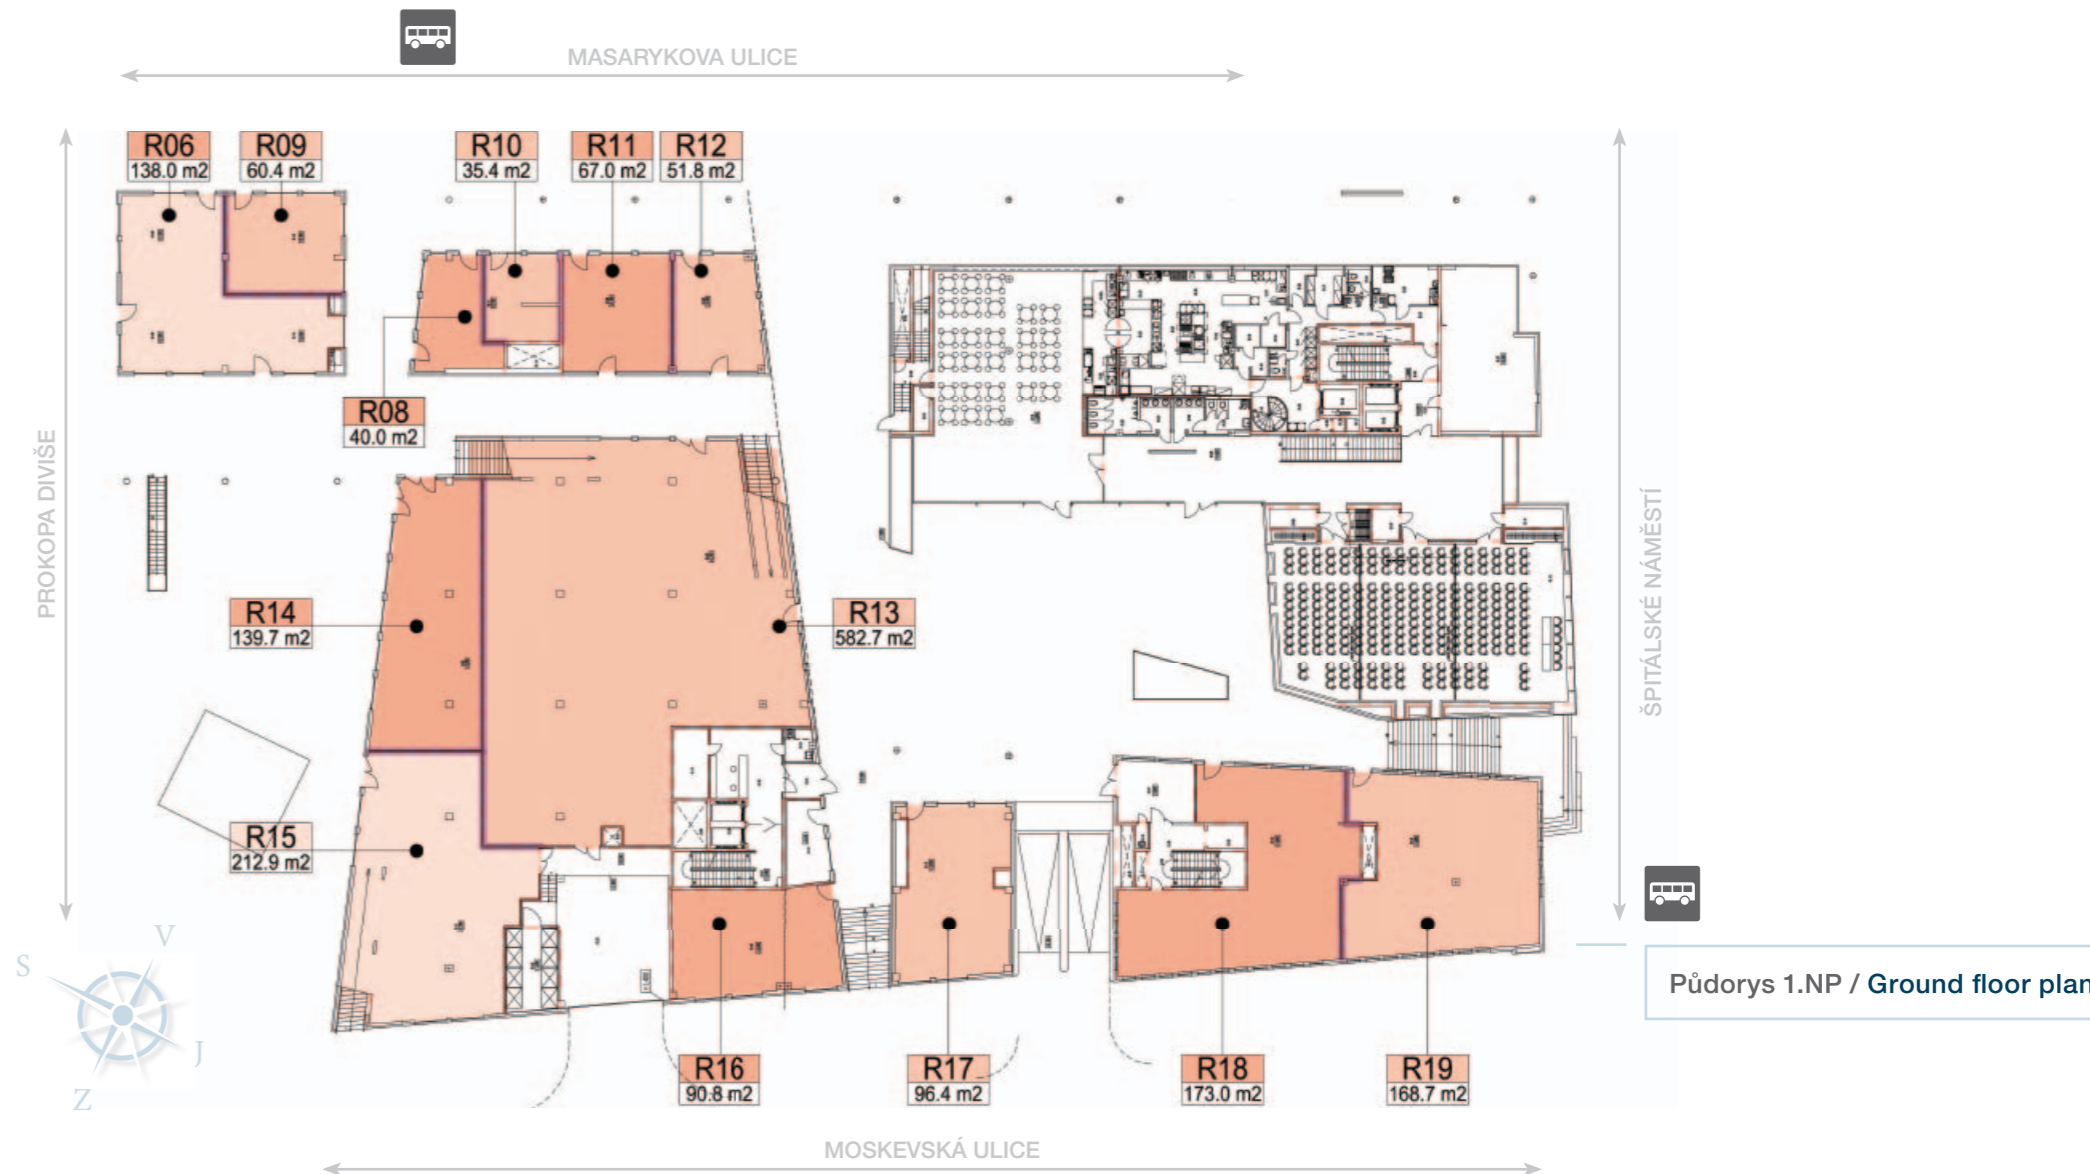 MASARYKOVA ULICE
R06
138.0 m2
R09
60.4 m2
R10
35.4 m2
R11
67.0 m2
R12
51.8 m2
R08
40.0 m2
PROKOPA DIVIŠE
ŠPITÁLSKÉ NÁMĚSTÍ
R14
139.7 m2
R13
582.7 m2
R15
212.9 m2
S
V
J
Z
Půdorys 1.NP / Ground floor plan
R16
90.8 m2
R17
96.4 m2
R18
173.0 m2
R19
168.7 m2
MOSKEVSKÁ ULICE